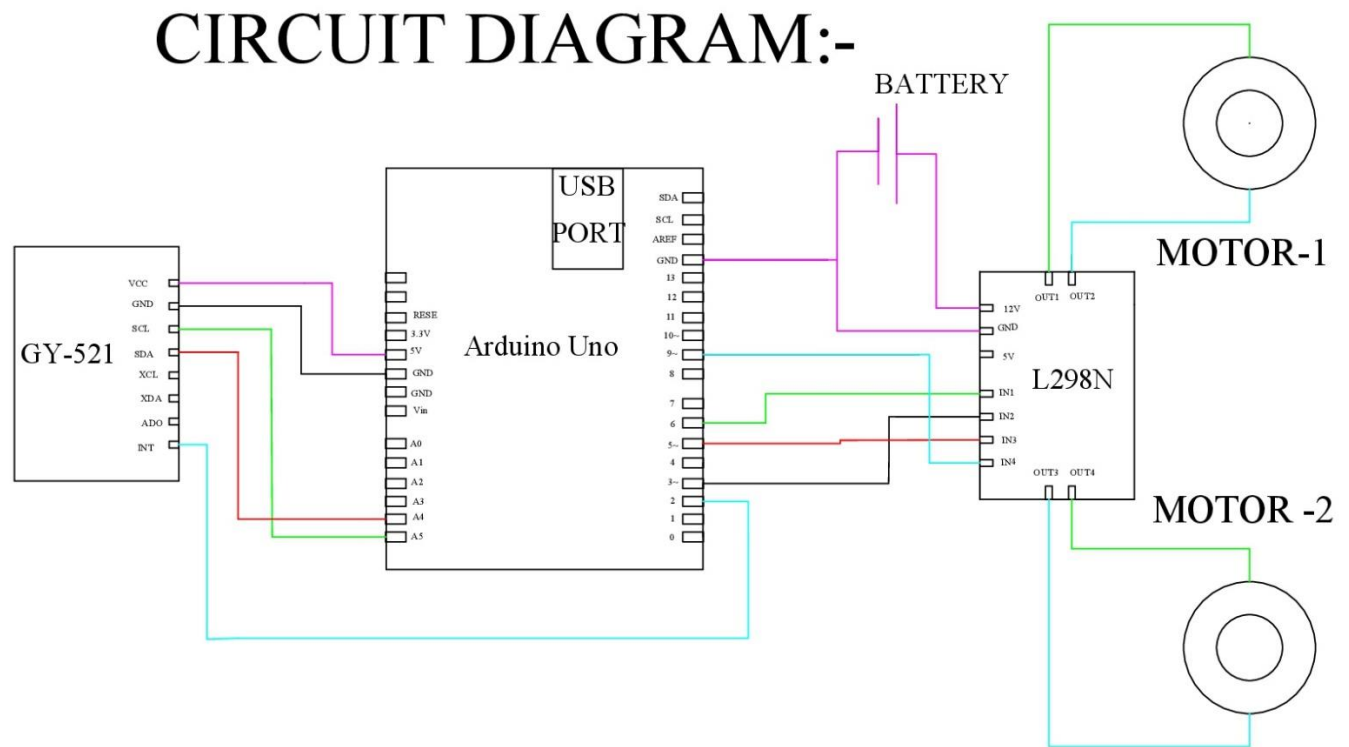 CIRCUIT DIAGRAM:-
BATTERY
MOTOR-1
USB
PORT
SDA
SCL
AREF
GND
13
12
11
10~
9~
8
7
6
5~
4
3~
2
1
0
Arduino Uno
RESE
3.3V
5V
GND
GND
Vin
A0
A1
A2
A3
A4
A5
GY-521
VCC
GND
SCL
SDA
XCL
XDA
ADO
INT
L298N
OUT1
OUT2
12V
GND
5V
IN1
IN2
IN3
IN4
OUT3
OUT4
MOTOR -2